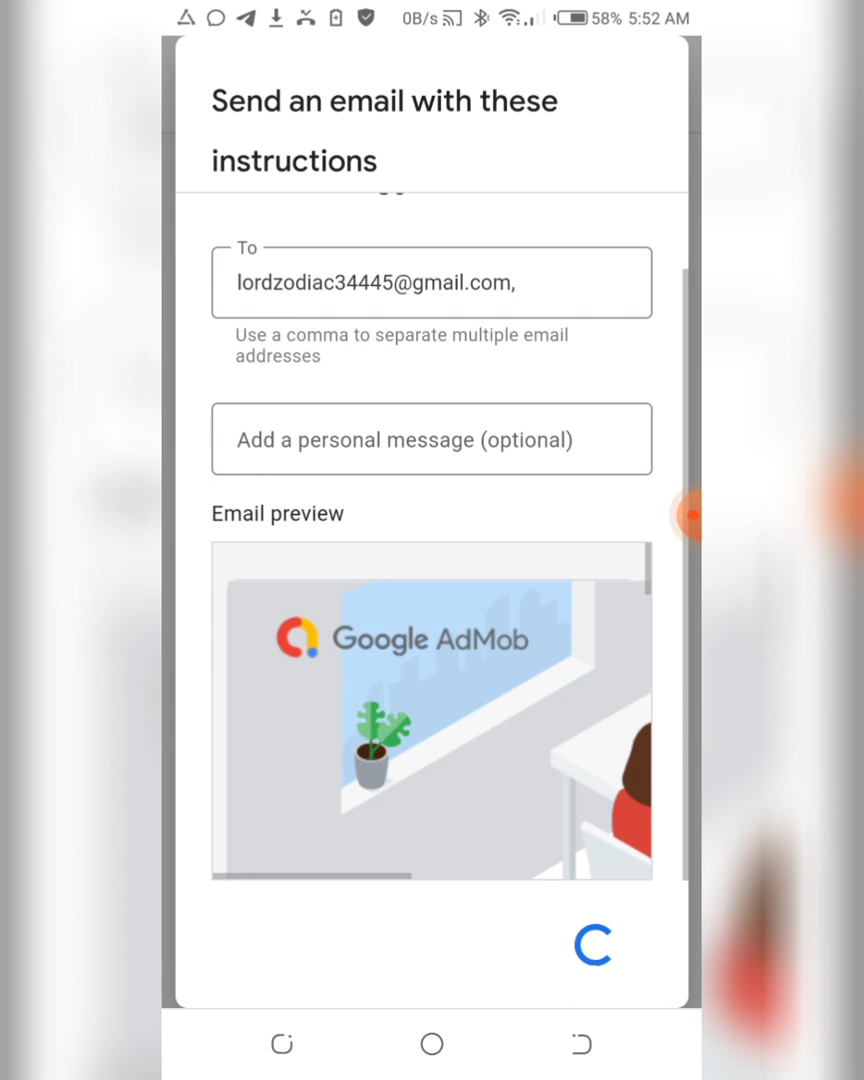 0B/s 58% 5:52 AM
Send an email with these
instructions
To
lordzodiac34445@gmail.com,
Use a comma to separate multiple email
addresses
Add a personal message (optional)
Email preview
Google AdMob